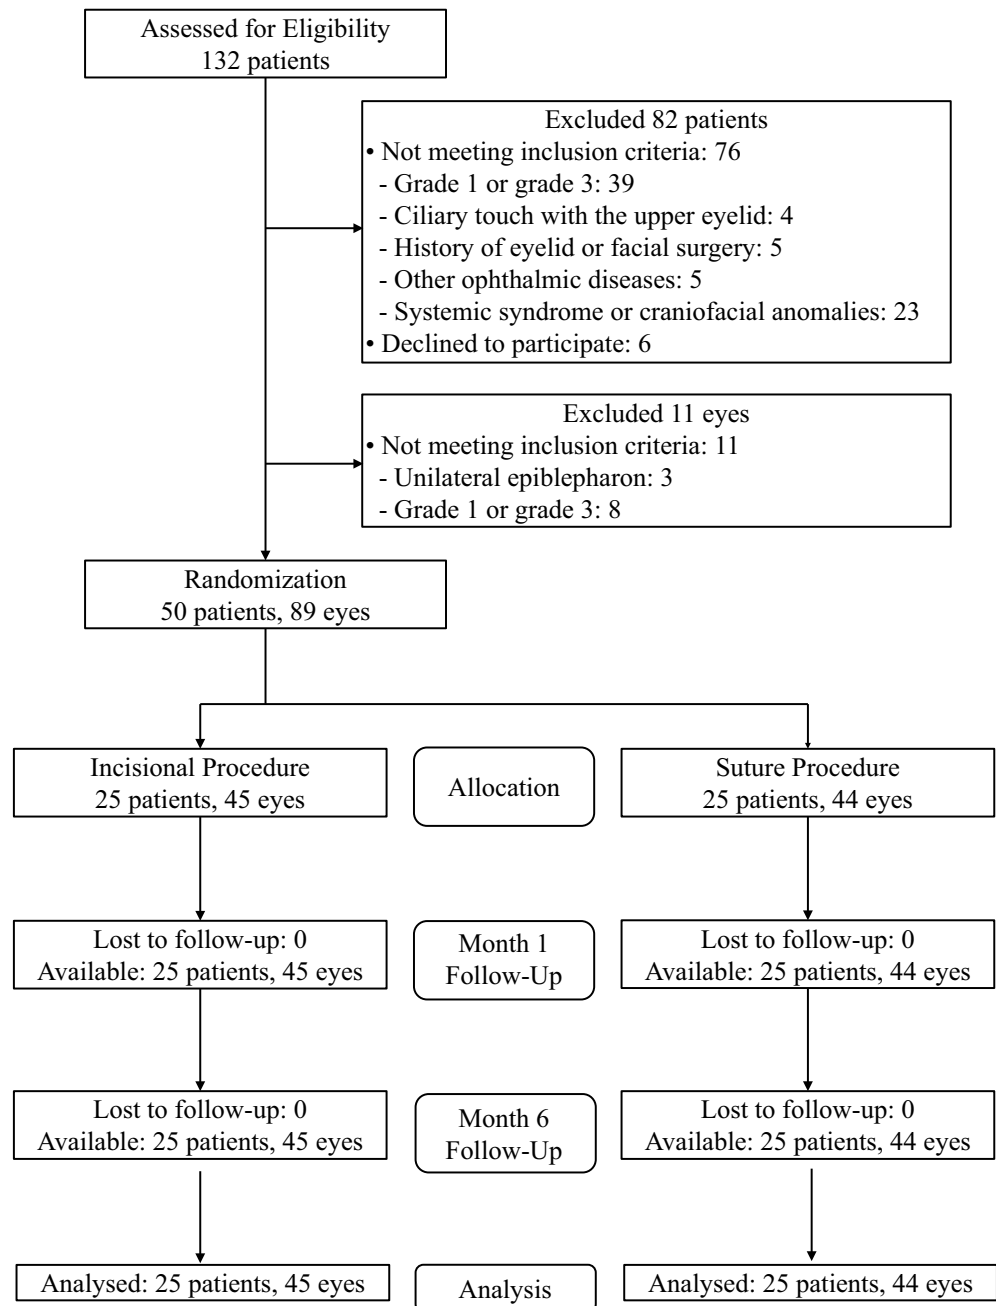 Assessed for Eligibility
132 patients
Excluded 82 patients
• Not meeting inclusion criteria: 76
- Grade 1 or grade 3: 39
- Ciliary touch with the upper eyelid: 4
- History of eyelid or facial surgery: 5
- Other ophthalmic diseases: 5
- Systemic syndrome or craniofacial anomalies: 23
• Declined to participate: 6
Excluded 11 eyes
• Not meeting inclusion criteria: 11
- Unilateral epiblepharon: 3
- Grade 1 or grade 3: 8
Randomization
50 patients, 89 eyes
Incisional Procedure
25 patients, 45 eyes
Allocation
Suture Procedure
25 patients, 44 eyes
Lost to follow-up: 0
Available: 25 patients, 45 eyes
Month 1
Follow-Up
Lost to follow-up: 0
Available: 25 patients, 44 eyes
Lost to follow-up: 0
Available: 25 patients, 45 eyes
Month 6
Follow-Up
Lost to follow-up: 0
Available: 25 patients, 44 eyes
Analysed: 25 patients, 45 eyes
Analysis
Analysed: 25 patients, 44 eyes